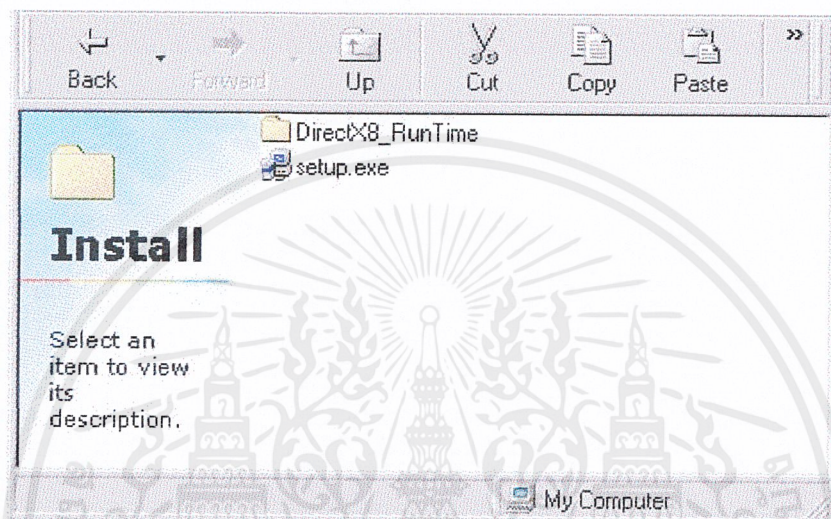 Back Forward Up Cut Copy Paste »
DirectX8_RunTime
setup.exe
Install
Select an
item to view
its
description.
My Computer